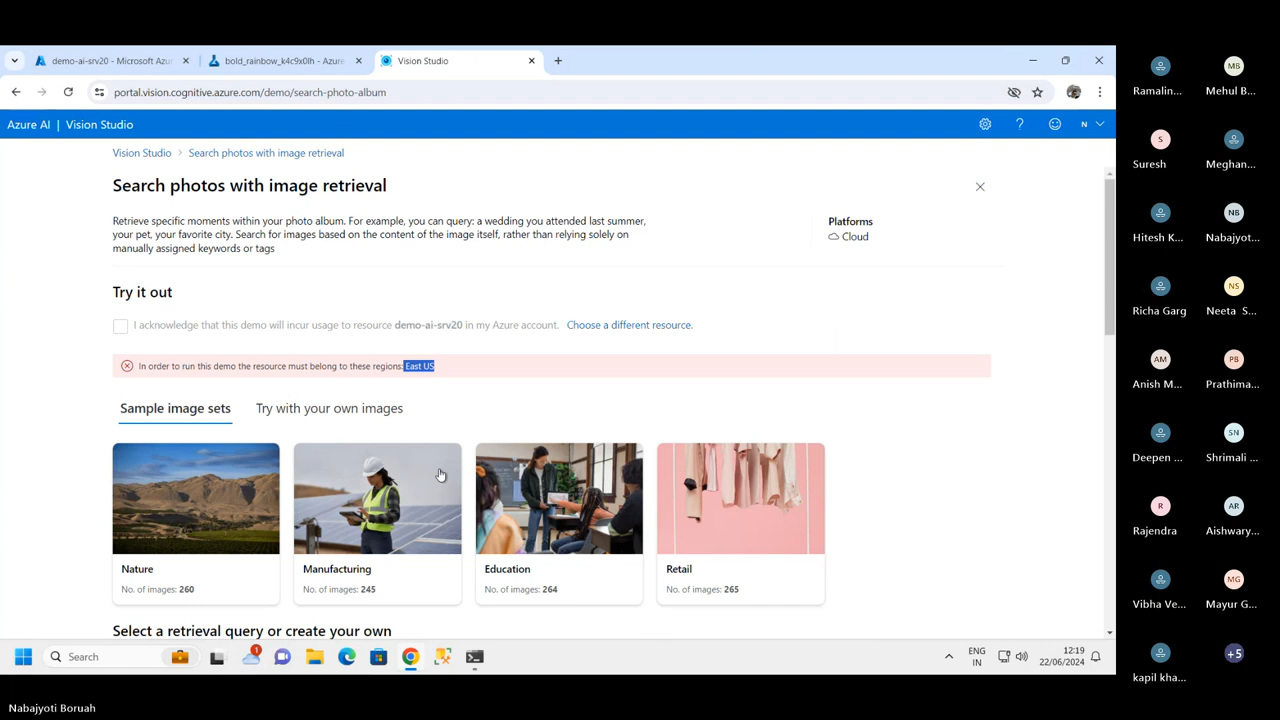 demo-ai-srv20 - Microsoft Azu
bold_rainbow_k4c9x0lh - Azure
Vision Studio
portal.vision.cognitive.azure.com/demo/search-photo-album
Azure AI | Vision Studio
N
Vision Studio > Search photos with image retrieval
Search photos with image retrieval
Retrieve specific moments within your photo album. For example, you can query: a wedding you attended last summer,
your pet, your favorite city. Search for images based on the content of the image itself, rather than relying solely on
manually assigned keywords or tags
Platforms
Cloud
Try it out
I acknowledge that this demo will incur usage to resource demo-ai-srv20 in my Azure account. Choose a different resource.
In order to run this demo the resource must belong to these regions: East US
Sample image sets
Try with your own images
Nature
No. of images: 260
Manufacturing
No. of images: 245
Education
No. of images: 264
Retail
No. of images: 265
Select a retrieval query or create your own
Search
1
ENG
IN
12:19
22/06/2024
Nabajyoti Boruah
Ramalin...
MB
Mehul B...
S
Suresh
Meghan...
Hitesh K...
NB
Nabajyot...
Richa Garg
NS
Neeta S...
AM
Anish M...
PB
Prathima...
Deepen ...
SN
Shrimali ...
R
Rajendra
AR
Aishwary...
Vibha Ve...
MG
Mayur G...
kapil kha...
+5